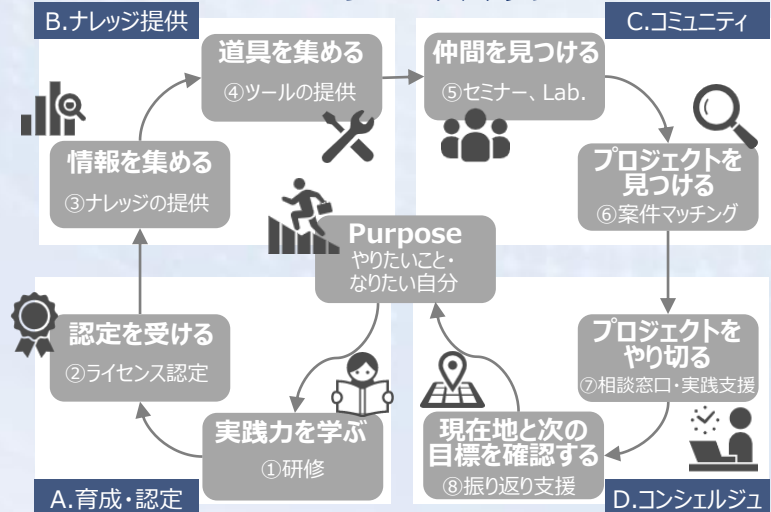 B.ナレッジ提供
C.コミュニティ
道具を集める
④ツールの提供
仲間を見つける
⑤セミナー、Lab.
情報を集める
③ナレッジの提供
プロジェクトを
見つける
⑥案件マッチング
Purpose
やりたいこと・
なりたい自分
認定を受ける
②ライセンス認定
プロジェクトを
やり切る
⑦相談窓口・実践支援
実践力を学ぶ
①研修
現在地と次の
目標を確認する
⑧振り返り支援
A.育成・認定
D.コンシェルジュ